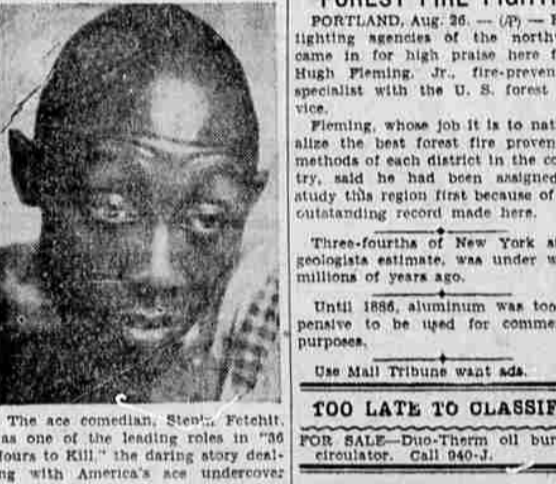 The ace comedian, Stepin Fetchit,
as one of the leading roles in "36
Hours to Kill," the daring story deal-
ng with America's ace undercover
FOREST FIRE FIGHT
PORTLAND, Aug. 26. — (AP) —
fighting agencies of the north
came in for high praise here
Hugh Fleming, Jr., fire-preven
specialist with the U. S. forest
vice.
Fleming, whose job it is to nat
alize the best forest fire preven
methods of each district in the co
try, said he had been assigned
study this region first because of
outstanding record made here.
Three-fourths of New York
geologists estimate, was under w
millions of years ago.
Until 1886, aluminum was too
pensive to be used for comme
purposes.
Use Mail Tribune want ads.
TOO LATE TO CLASSIF
FOR SALE—Duo-Therm oil bur
circulator. Call 940-J.